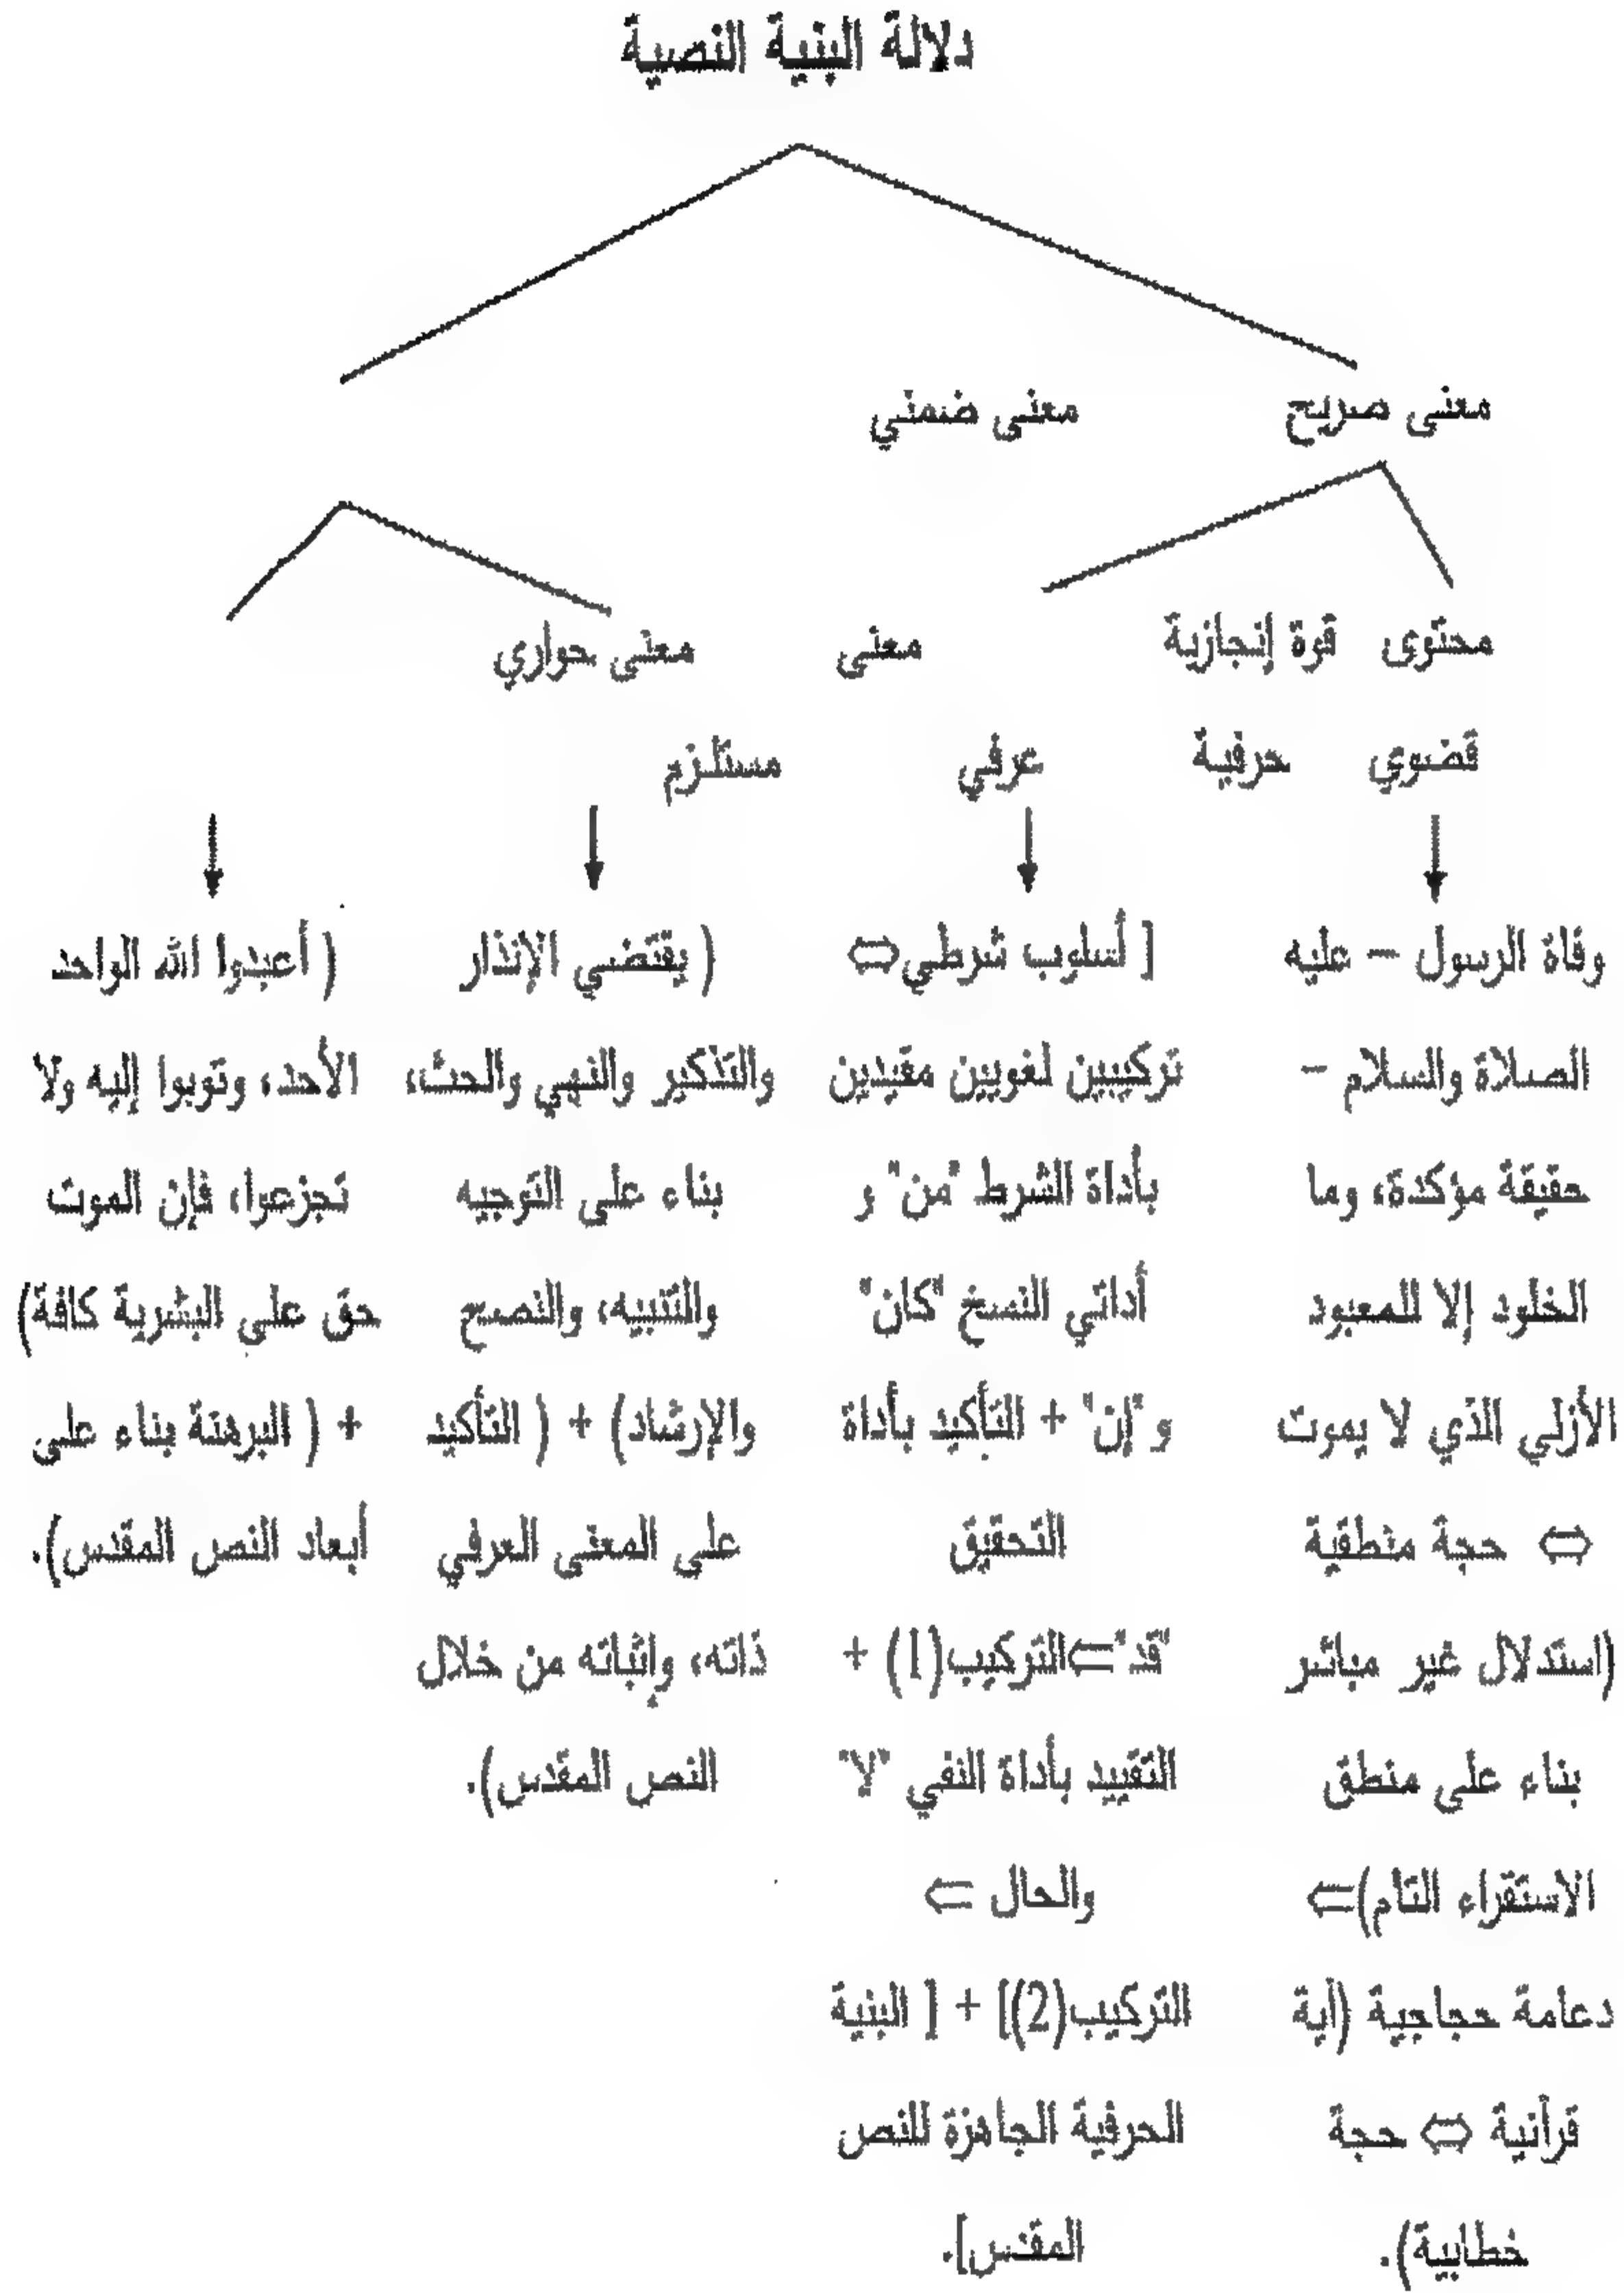 دلالة البنية النصية
معنى صريح معنى ضمني
محتوى قوة إنجازية معنى معنى حواري
قضوي حرفية عرفي مستلزم
وفاة الرسول – عليه
الصلاة والسلام –
حقيقة مؤكدة، وما
الخلود إلا للمعبود
الأزلي الذي لا يموت
⇔ حجة منطقية
(استدلال غير مباشر
بناء على منطق
الاستقراء التام)⇐
دعامة حجاجية (آية
قرآنية ⇔ حجة
خطابية).
[ أسلوب شرطي⇔
تركيبين لغويين مقيدين
بأداة الشرط "من" و
أداتي النسخ "كان"
و "إن" + التأكيد بأداة
التحقيق
"قد"⇐التركيب(1) +
التقييد بأداة النفي "لا"
والحال ⇐
التركيب(2)] + [ البنية
الحرفية الجاهزة للنص
المقدس].
( يقتضي الإنذار
والتذكير والنهي والحث،
بناء على التوجيه
والتنبيه، والنصح
والإرشاد) + ( التأكيد
على المعنى العرفي
ذاته، وإثباته من خلال
النص المقدس).
( أعبدوا الله الواحد
الأحد، وتوبوا إليه ولا
تجزعوا، فإن الموت
حق على البشرية كافة)
+ ( البرهنة بناء على
أبعاد النص المقدس).